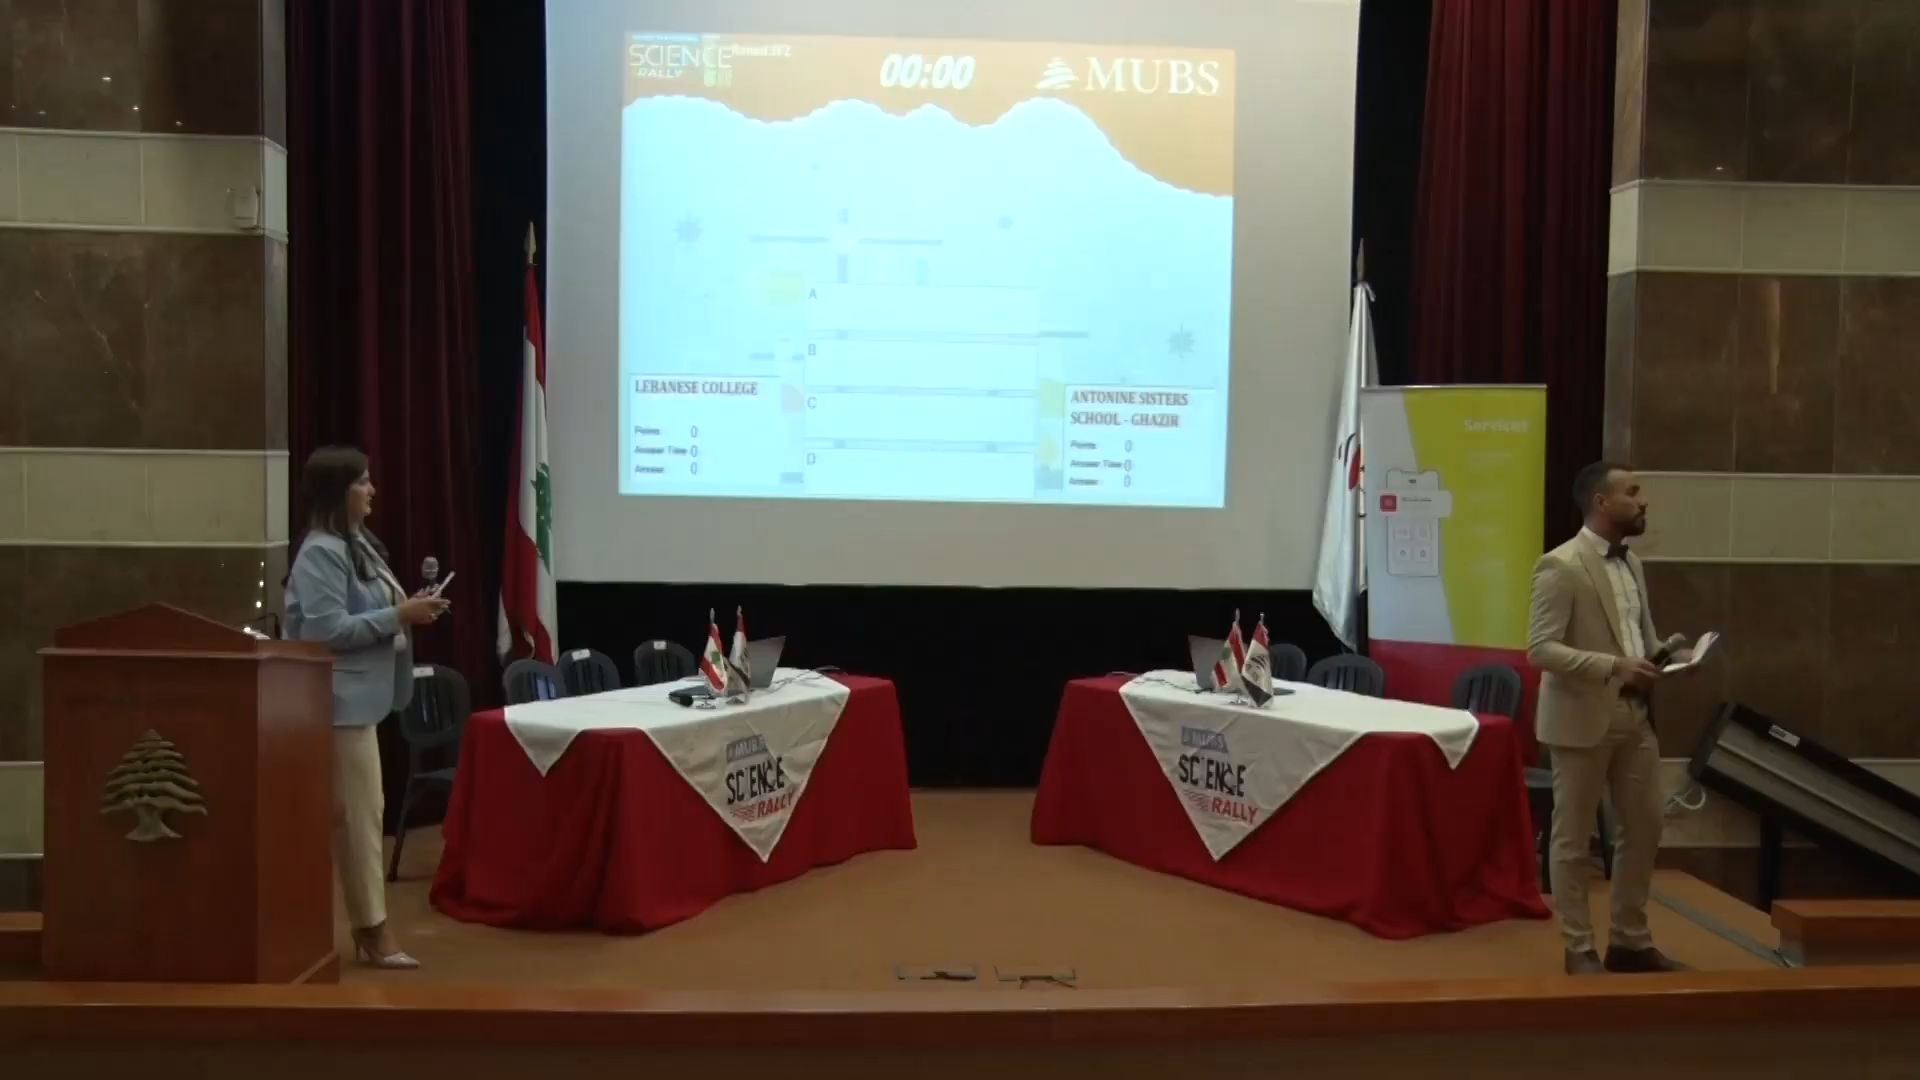 SCIENCE
RALLY
00:00
MUBS
A
B
C
D
LEBANESE COLLEGE
Points 0
Answer Time 0
Answer 0
ANTONINE SISTERS
SCHOOL - GHAZIR
Points 0
Answer Time 0
Answer 0
Services
MUBS
SCIENCE
RALLY
MUBS
SCIENCE
RALLY